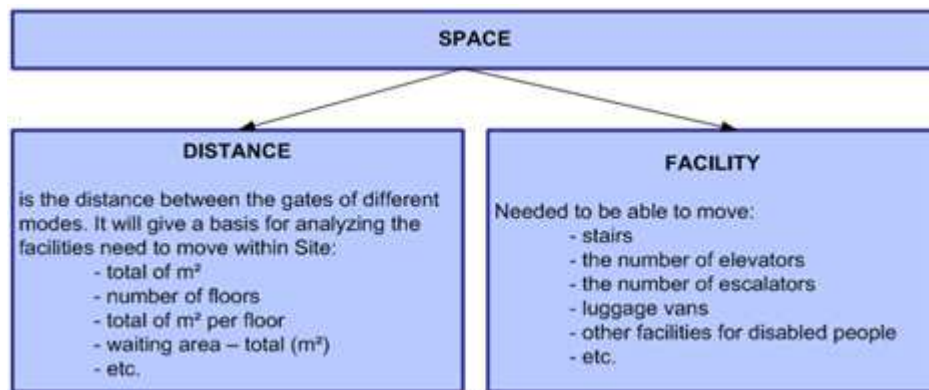 SPACE
DISTANCE
is the distance between the gates of different
modes. It will give a basis for analyzing the
facilities need to move within Site:
- total of m²
- number of floors
- total of m² per floor
- waiting area – total (m²)
- etc.
FACILITY
Needed to be able to move:
- stairs
- the number of elevators
- the number of escalators
- luggage vans
- other facilities for disabled people
- etc.